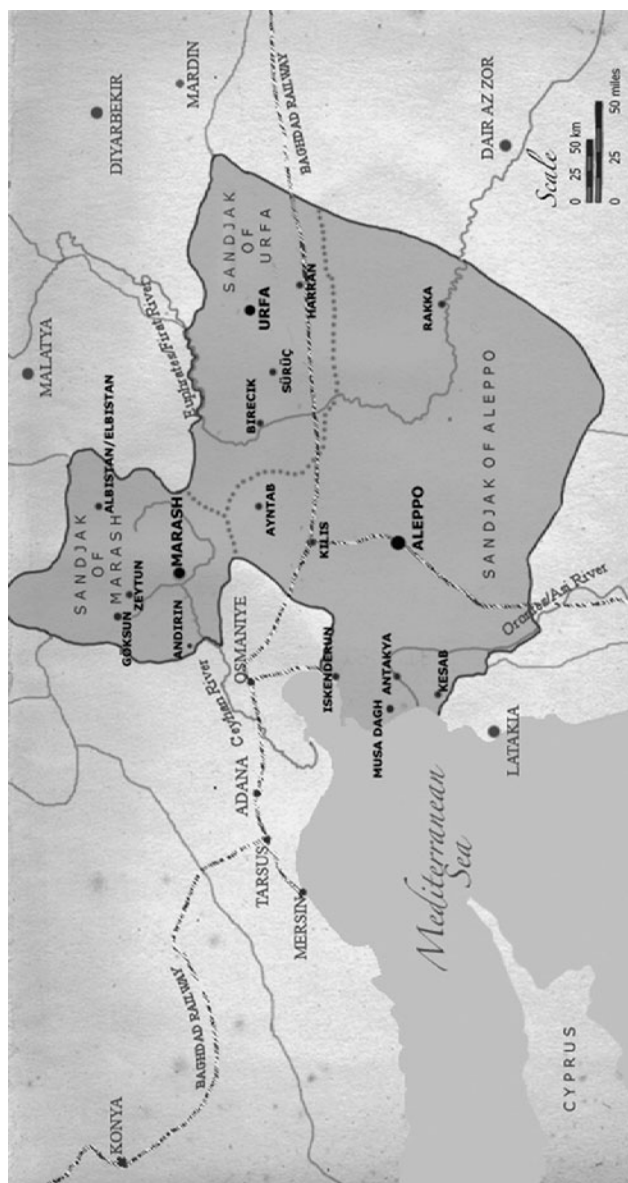 KONYA
BAGHDAD RAILWAY
MALATYA
DIYARBEKIR
MARDIN
SANDJAK
OF
MARASH
GÖKSUN
ZEYTUN
ALBISTAN/ELBISTAN
ANDIRIN
MARASH
Euphrates/First River
Ceyhan River
SANDJAK
OF
URFA
URFA
BIRECIK
SÜRÜÇ
HARRAN
BAGHDAD RAILWAY
AYNTAB
KILIS
OSMANIYE
ADANA
TARSUS
MERSIN
ISKENDERUN
MUSA DAGH
ANTAKYA
KESAB
ALEPPO
RAKKA
SANDJAK OF ALEPPO
Orontes/Asi River
DAIR AZ ZOR
LATAKIA
Mediterranean
Sea
CYPRUS
Scale
0 25 50 km
0 25 50 miles